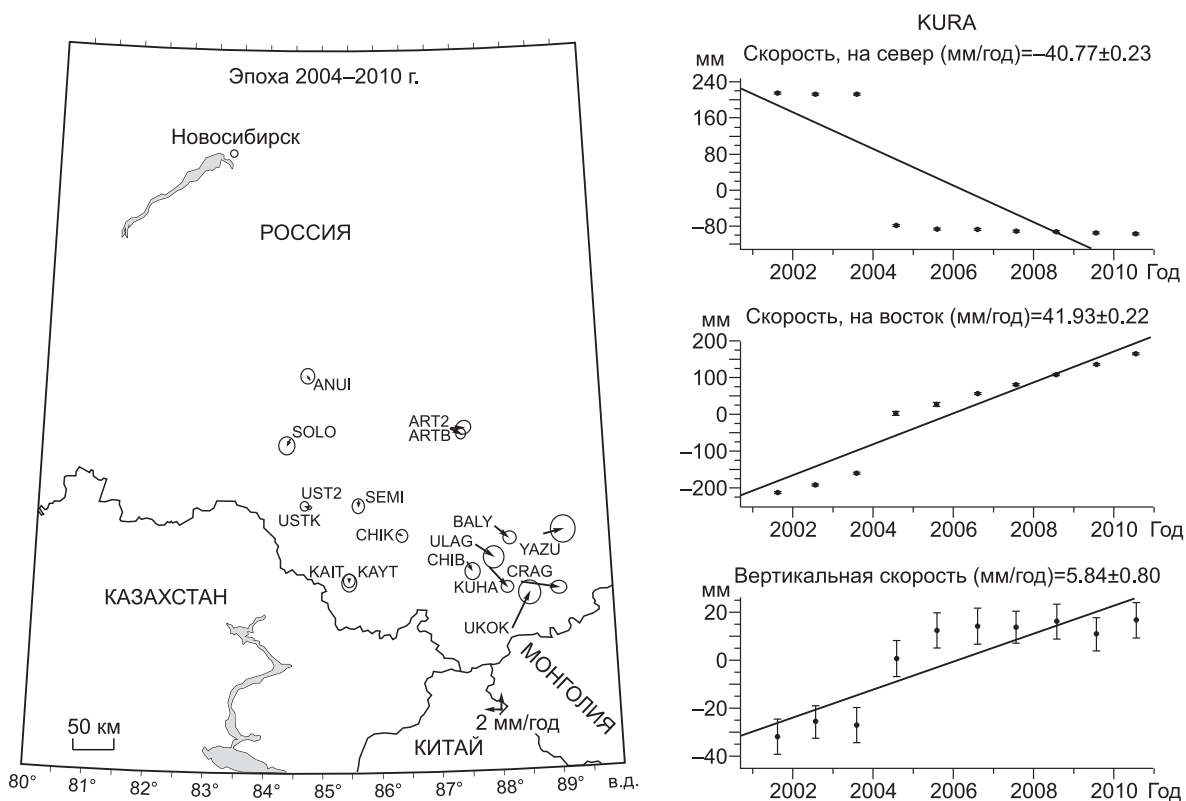 Эпоха 2004–2010 г.
Новосибирск
РОССИЯ
ANUI
ART2
ARTB
SOLO
UST2
SEMI
USTK
BALY
CHIK
YAZU
ULAG
CHIB
CRAG
KAIT
KAYT
KUHA
КАЗАХСТАН
UKOK
МОНГОЛИЯ
2 мм/год
50 км
КИТАЙ
80° 81° 82° 83° 84° 85° 86° 87° 88° 89° в.д.
KURA
Скорость, на север (мм/год)=–40.77±0.23
мм
240
160
80
0
–80
2002 2004 2006 2008 2010 Год
мм Скорость, на восток (мм/год)=41.93±0.22
200
100
0
–100
–200
2002 2004 2006 2008 2010 Год
Вертикальная скорость (мм/год)=5.84±0.80
мм
20
0
–20
–40
2002 2004 2006 2008 2010 Год